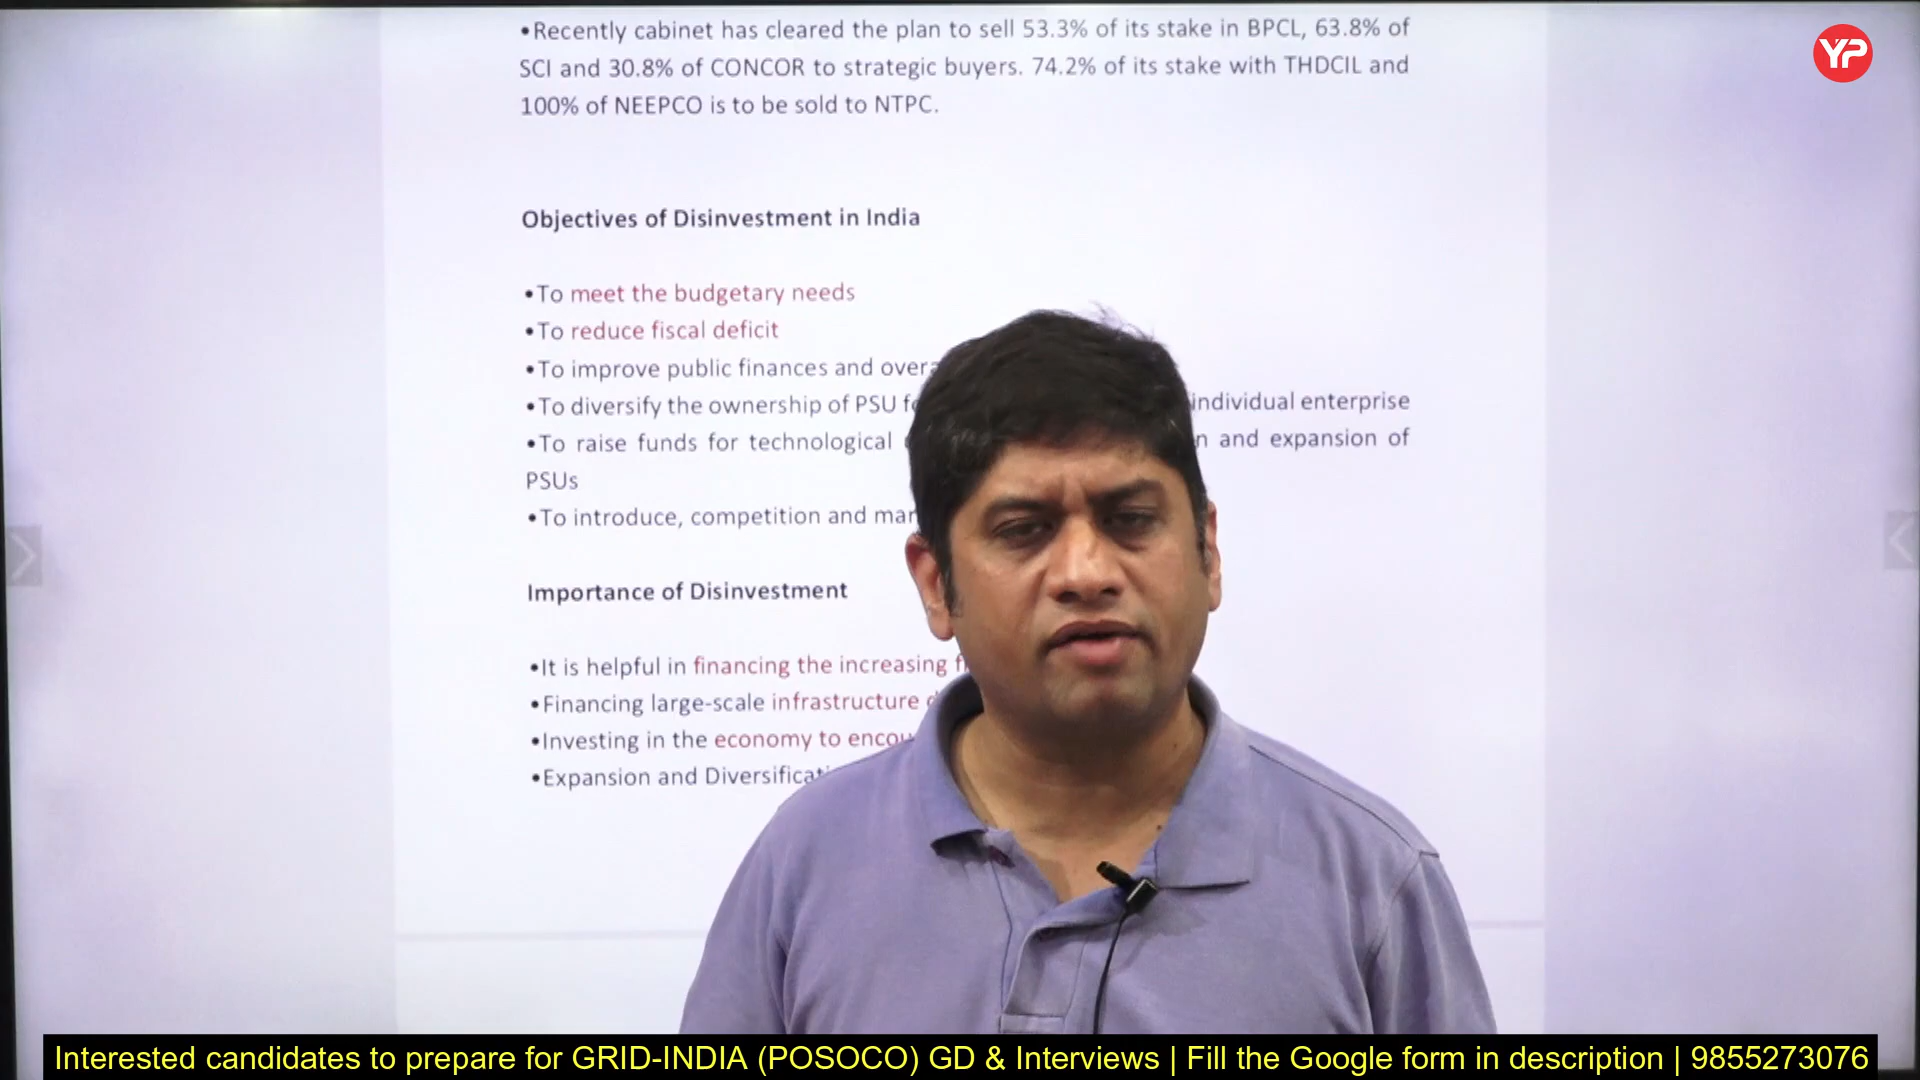 •Recently cabinet has cleared the plan to sell 53.3% of its stake in BPCL, 63.8% of
SCI and 30.8% of CONCOR to strategic buyers. 74.2% of its stake with THDCIL and
100% of NEEPCO is to be sold to NTPC.
YP
Objectives of Disinvestment in India
•To meet the budgetary needs
•To reduce fiscal deficit
•To improve public finances and
•To diversify the ownership of PSU individual enterprise
•To raise funds for technological and expansion of
PSUs
•To introduce, competition and
Importance of Disinvestment
•It is helpful in financing the increasing
•Financing large-scale infrastructure
•Investing in the economy to
•Expansion and
Interested candidates to prepare for GRID-INDIA (POSOCO) GD & Interviews | Fill the Google form in description | 9855273076